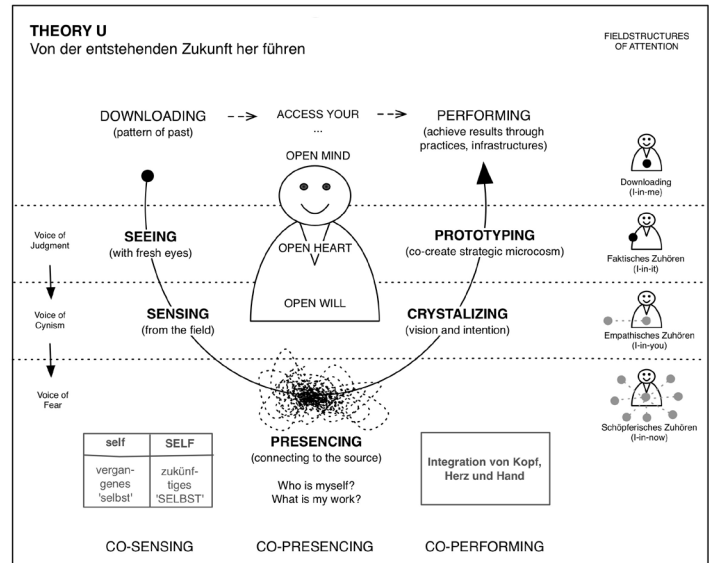 THEORY U
Von der entstehenden Zukunft her führen
FIELDSTRUCTURES
OF ATTENTION
DOWNLOADING
(pattern of past)
ACCESS YOUR
...
OPEN MIND
PERFORMING
(achieve results through
practices, infrastructures)
Downloading
(I-in-me)
Voice of
Judgment
SEEING
(with fresh eyes)
OPEN HEART
PROTOTYPING
(co-create strategic microcosm)
Faktisches Zuhören
(I-in-it)
Voice of
Cynism
SENSING
(from the field)
OPEN WILL
CRYSTALIZING
(vision and intention)
Empathisches Zuhören
(I-in-you)
Voice of
Fear
Schöpferisches Zuhören
(I-in-now)
self
SELF
vergan-
genes
'selbst'
zukünf-
tiges
'SELBST'
PRESENCING
(connecting to the source)
Who is myself?
What is my work?
Integration von Kopf,
Herz und Hand
CO-SENSING
CO-PRESENCING
CO-PERFORMING